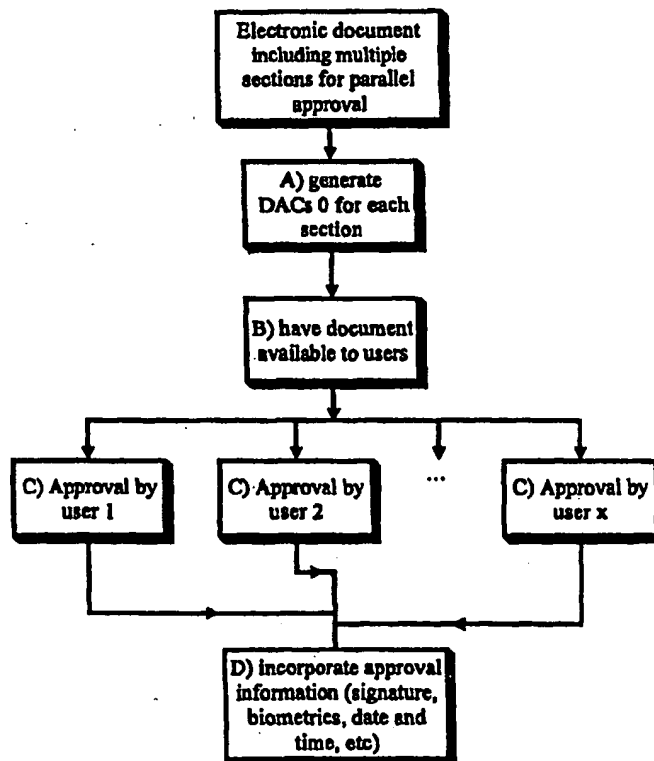 Electronic document
including multiple
sections for parallel
approval
A) generate
DACs 0 for each
section
B) have document
available to users
C) Approval by
user 1
C) Approval by
user 2
...
C) Approval by
user x
D) incorporate approval
information (signature,
biometrics, date and
time, etc)